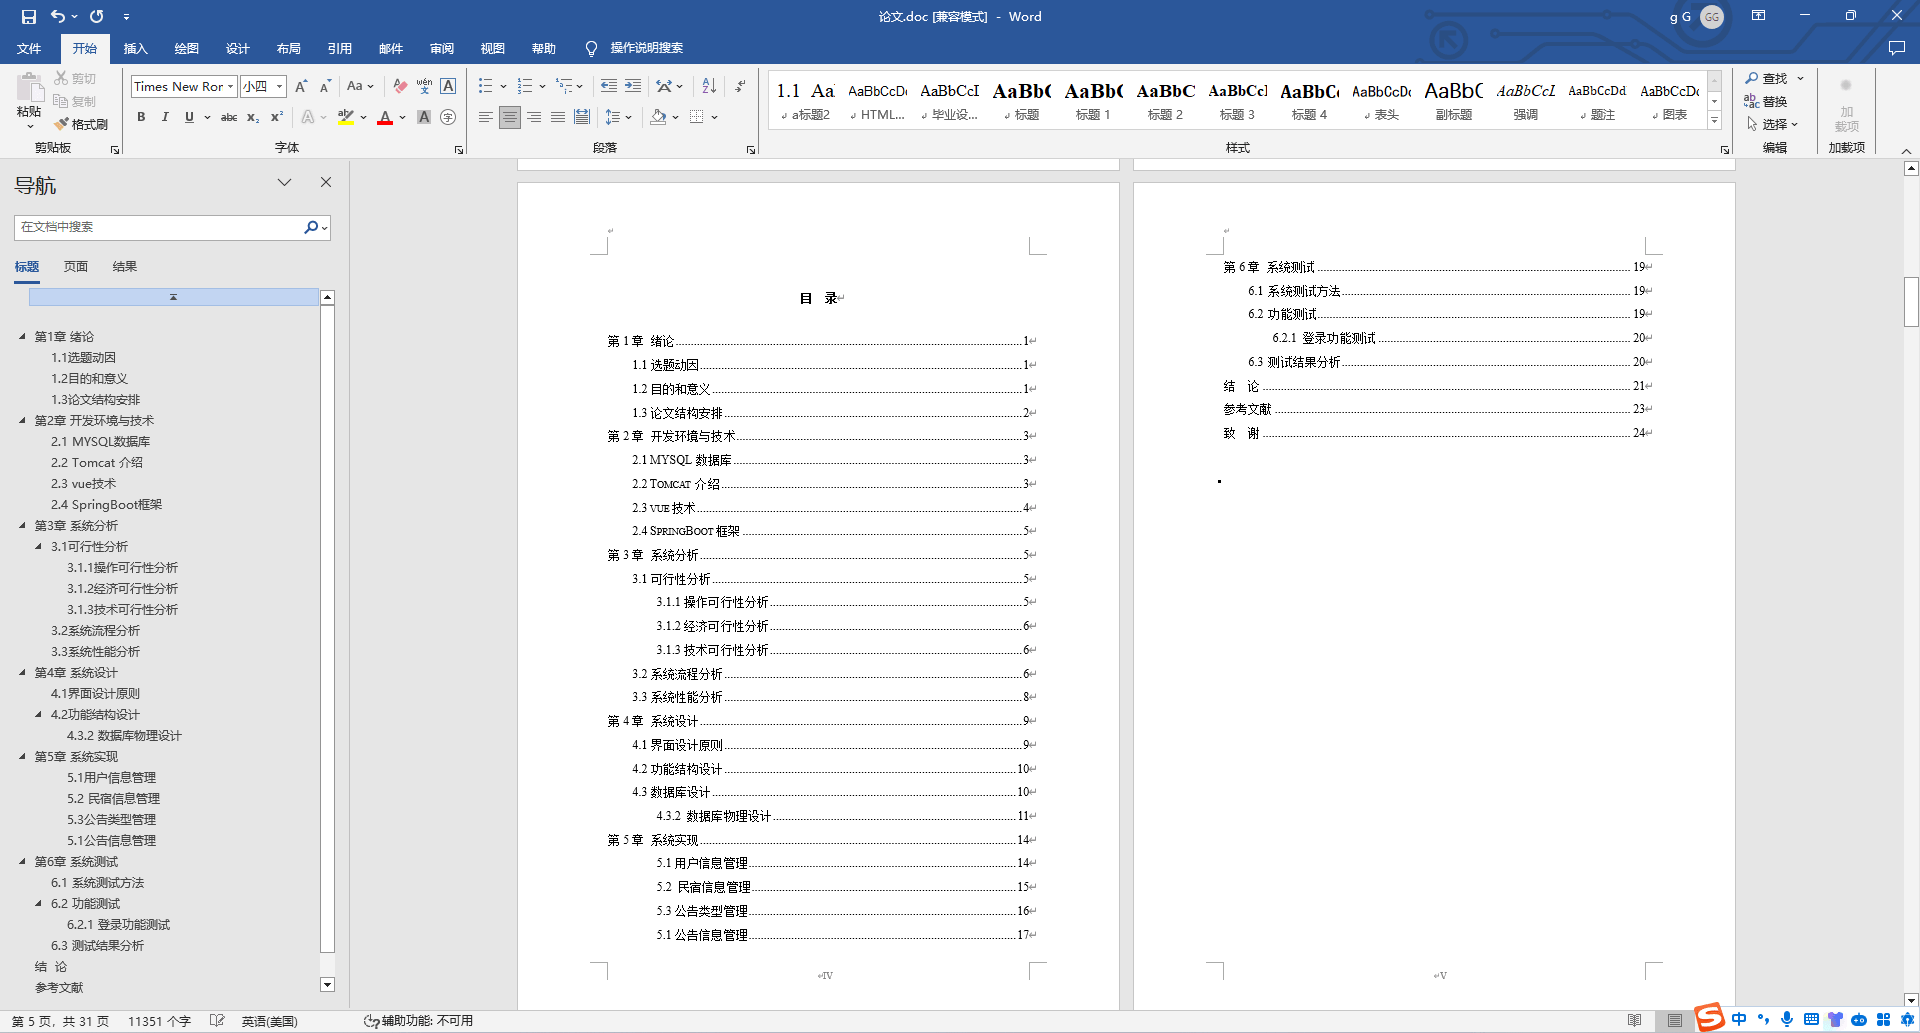 论文.doc [兼容模式] - Word
g G
GG
文件 开始 插入 绘图 设计 布局 引用 邮件 审阅 视图 帮助 操作说明搜索
粘贴
剪切
复制
格式刷
剪贴板
Times New Ror 小四
字体
段落
1.1 Aa AaBbCcDc AaBbCcI AaBb( AaBb( AaBbC AaBbCcl AaBbC AaBbCcDc AaBbC AaBbCcL AaBbCcDd AaBbCcDc
a标题2 HTML... 毕业设... 标题 标题 1 标题 2 标题 3 标题 4 表头 副标题 强调 题注 图表
样式
查找
替换
选择
编辑
加载项
加载项
导航
在文档中搜索
标题 页面 结果
第1章 绪论
1.1选题动因
1.2目的和意义
1.3论文结构安排
第2章 开发环境与技术
2.1 MYSQL数据库
2.2 Tomcat 介绍
2.3 vue技术
2.4 SpringBoot框架
第3章 系统分析
3.1可行性分析
3.1.1操作可行性分析
3.1.2经济可行性分析
3.1.3技术可行性分析
3.2系统流程分析
3.3系统性能分析
第4章 系统设计
4.1界面设计原则
4.2功能结构设计
4.3.2 数据库物理设计
第5章 系统实现
5.1用户信息管理
5.2 民宿信息管理
5.3公告类型管理
5.1公告信息管理
第6章 系统测试
6.1 系统测试方法
6.2 功能测试
6.2.1 登录功能测试
6.3 测试结果分析
结 论
参考文献
目 录
第 1 章 绪论 1
1.1 选题动因 1
1.2 目的和意义 1
1.3 论文结构安排 2
第 2 章 开发环境与技术 3
2.1 MYSQL 数据库 3
2.2 TOMCAT 介绍 3
2.3 VUE 技术 4
2.4 SPRINGBOOT 框架 5
第 3 章 系统分析 5
3.1 可行性分析 5
3.1.1 操作可行性分析 5
3.1.2 经济可行性分析 6
3.1.3 技术可行性分析 6
3.2 系统流程分析 6
3.3 系统性能分析 8
第 4 章 系统设计 9
4.1 界面设计原则 9
4.2 功能结构设计 10
4.3 数据库设计 10
4.3.2 数据库物理设计 11
第 5 章 系统实现 14
5.1 用户信息管理 14
5.2 民宿信息管理 15
5.3 公告类型管理 16
5.1 公告信息管理 17
IV
第 6 章 系统测试 19
6.1 系统测试方法 19
6.2 功能测试 19
6.2.1 登录功能测试 20
6.3 测试结果分析 20
结 论 21
参考文献 23
致 谢 24
V
第 5 页，共 31 页 11351 个字 英语(美国) 辅助功能: 不可用
中